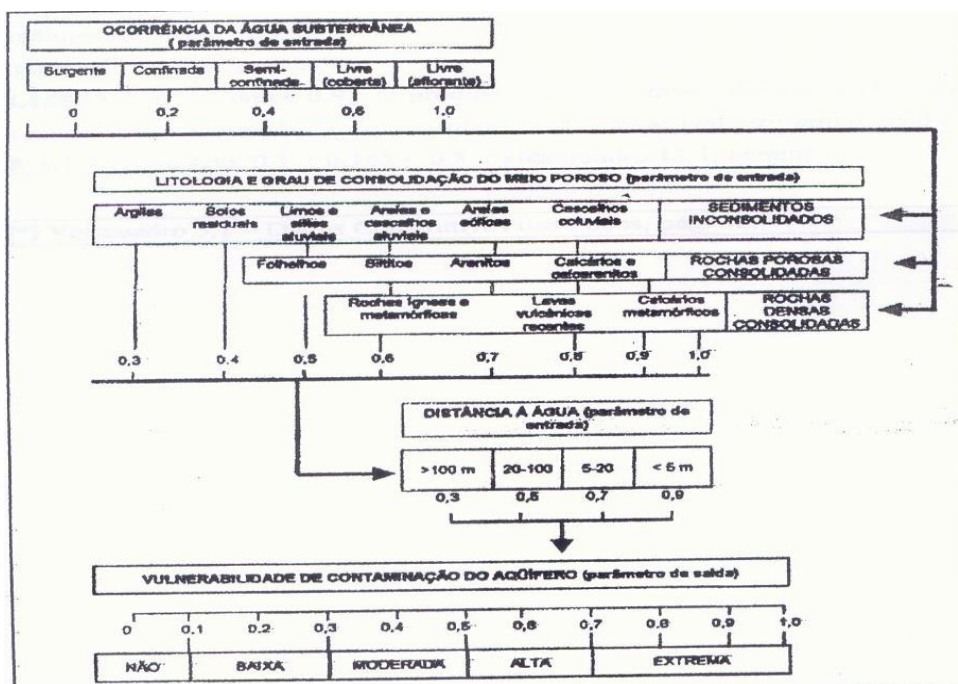 OCORRÊNCIA DA ÁGUA SUBTERRÂNEA
(parâmetro de entrada)
Surgente Confinada Semi-confinada Livre (coberta) Livre (aflorante)
0 0,2 0,4 0,6 1,0
LITOLOGIA E GRAU DE CONSOLIDAÇÃO DO MEIO POROSO (parâmetro de entrada)
Argilas Solos residuais Limos e siltes aluviais Areias e cascalhos aluviais Areias eólicas Cascalhos coluviais SEDIMENTOS INCONSOLIDADOS
Folhelhos Siltitos Arenitos Calcários e calcarenitos ROCHAS POROSAS CONSOLIDADAS
Rochas ígneas e metamórficas Lavas vulcânicas recentes Calcários metamórficos ROCHAS DENSAS CONSOLIDADAS
0,3 0,4 0,5 0,6 0,7 0,8 0,9 1,0
DISTÂNCIA À ÁGUA (parâmetro de
entrada)
>100 m 20-100 5-20 < 5 m
0,3 0,5 0,7 0,9
VULNERABILIDADE DE CONTAMINAÇÃO DO AQÜÍFERO (parâmetro de saída)
0 0,1 0,2 0,3 0,4 0,5 0,6 0,7 0,8 0,9 1,0
NÃO BAIXA MODERADA ALTA EXTREMA